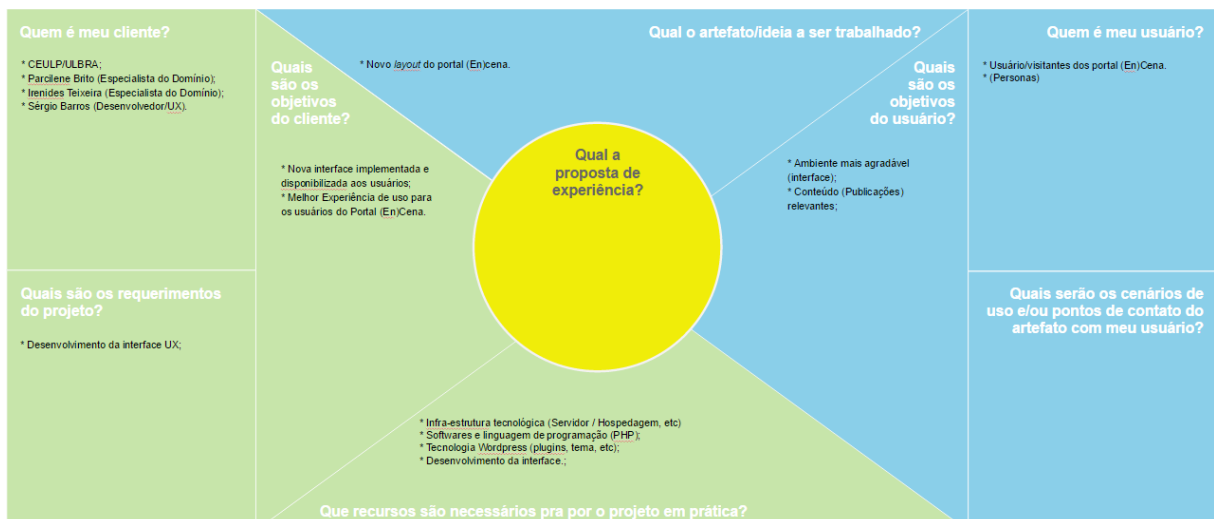 Quem é meu cliente?
* CEULP/ULBRA;
* Parcilene Brito (Especialista do Domínio);
* Irenides Teixeira (Especialista do Domínio);
* Sérgio Barros (Desenvolvedor/UX).
Quais
são os
objetivos
do cliente?
* Nova interface implementada e
disponibilizada aos usuários;
* Melhor Experiência de uso para
os usuários do Portal (En)Cena.
Qual o artefato/ideia a ser trabalhado?
* Novo layout do portal (En)cena.
Quais
são os
objetivos
do usuário?
* Ambiente mais agradável
(interface);
* Conteúdo (Publicações)
relevantes;
Quem é meu usuário?
* Usuário/visitantes dos portal (En)Cena.
* (Personas)
Qual a
proposta de
experiência?
Quais são os requerimentos
do projeto?
* Desenvolvimento da interface UX;
Quais serão os cenários de
uso e/ou pontos de contato do
artefato com meu usuário?
* Infra-estrutura tecnológica (Servidor / Hospedagem, etc)
* Softwares e linguagem de programação (PHP);
* Tecnologia Wordpress (plugins, tema, etc);
* Desenvolvimento da interface.;
Que recursos são necessários pra por o projeto em prática?